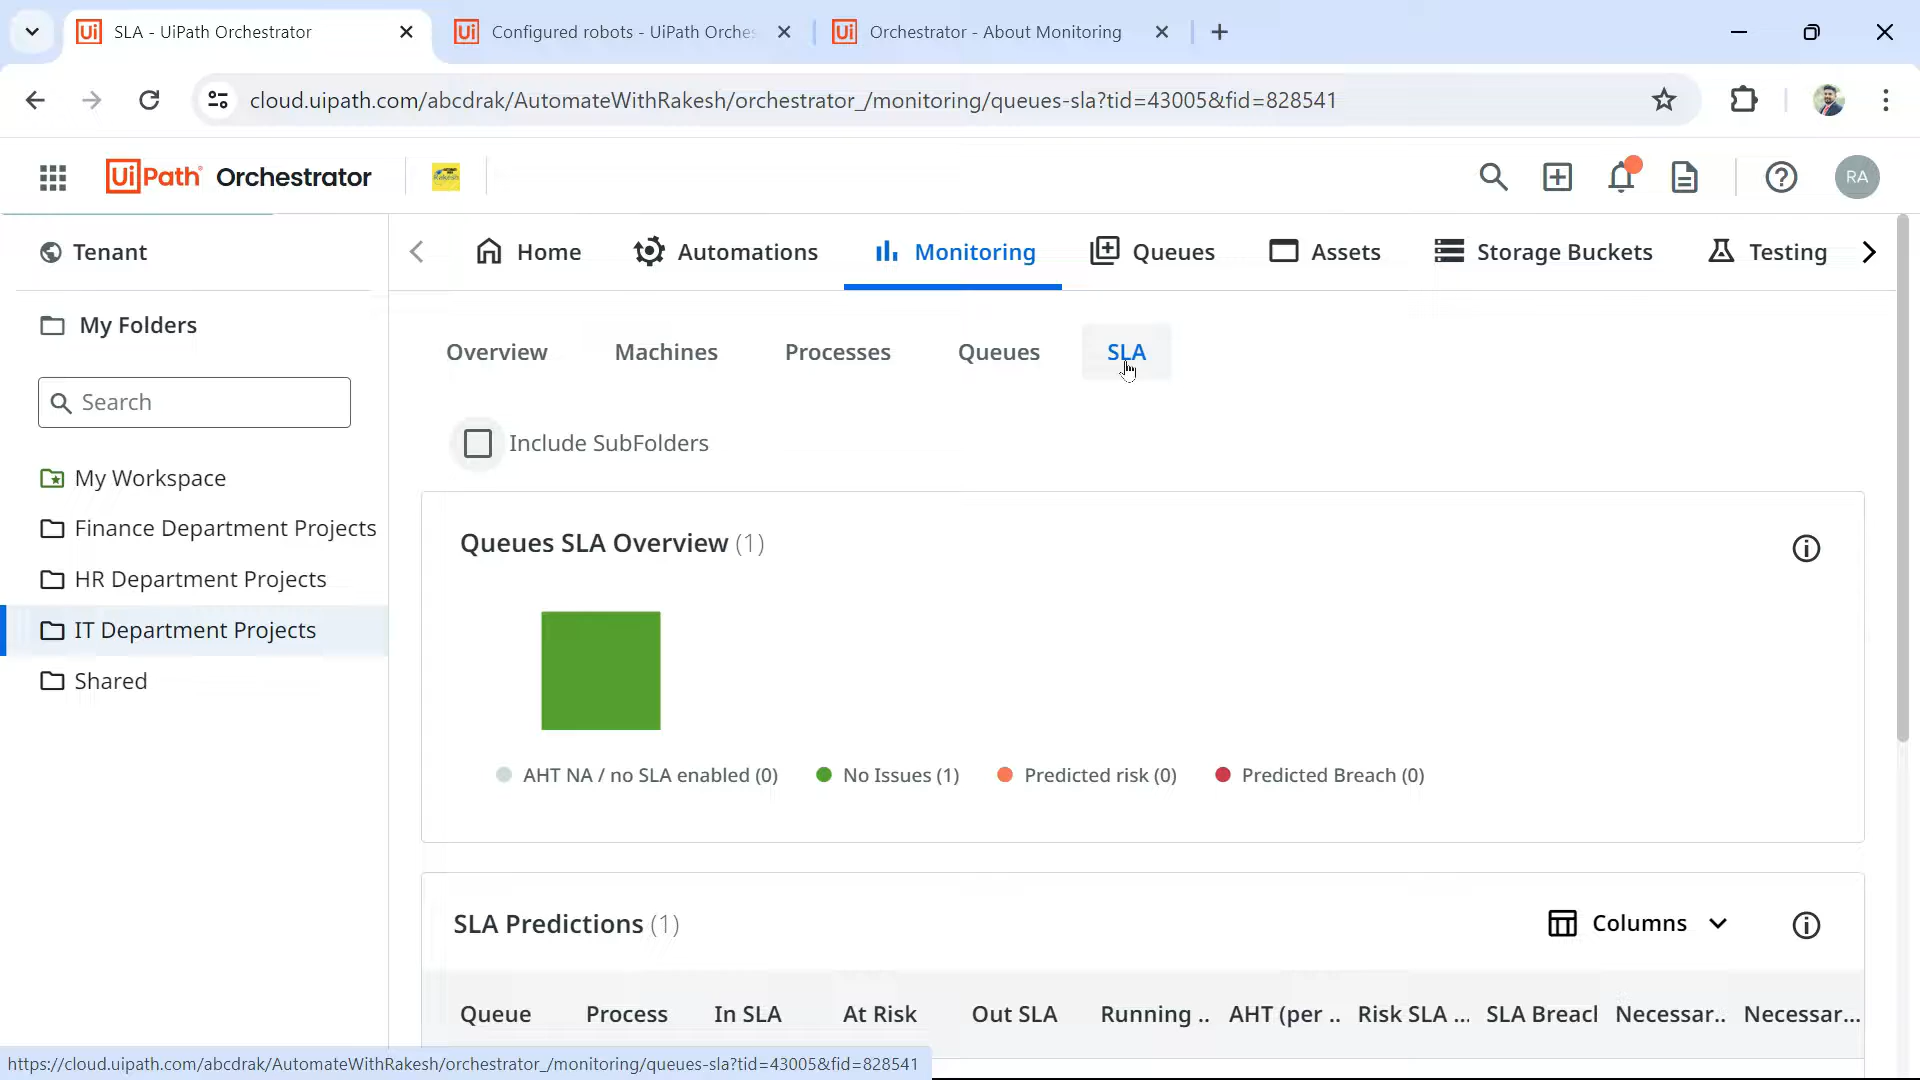 SLA - UiPath Orchestrator
Configured robots - UiPath Orches
Orchestrator - About Monitoring
cloud.uipath.com/abcdrak/AutomateWithRakesh/orchestrator_/monitoring/queues-sla?tid=43005&fid=828541
UiPath Orchestrator
RA
Tenant
Home
Automations
Monitoring
Queues
Assets
Storage Buckets
Testing
My Folders
Overview
Machines
Processes
Queues
SLA
Search
Include SubFolders
My Workspace
Finance Department Projects
HR Department Projects
IT Department Projects
Shared
Queues SLA Overview (1)
AHT NA / no SLA enabled (0)
No Issues (1)
Predicted risk (0)
Predicted Breach (0)
SLA Predictions (1)
Columns
Queue
Process
In SLA
At Risk
Out SLA
Running ..
AHT (per ..
Risk SLA ...
SLA Breacl
Necessar..
Necessar...
https://cloud.uipath.com/abcdrak/AutomateWithRakesh/orchestrator_/monitoring/queues-sla?tid=43005&fid=828541